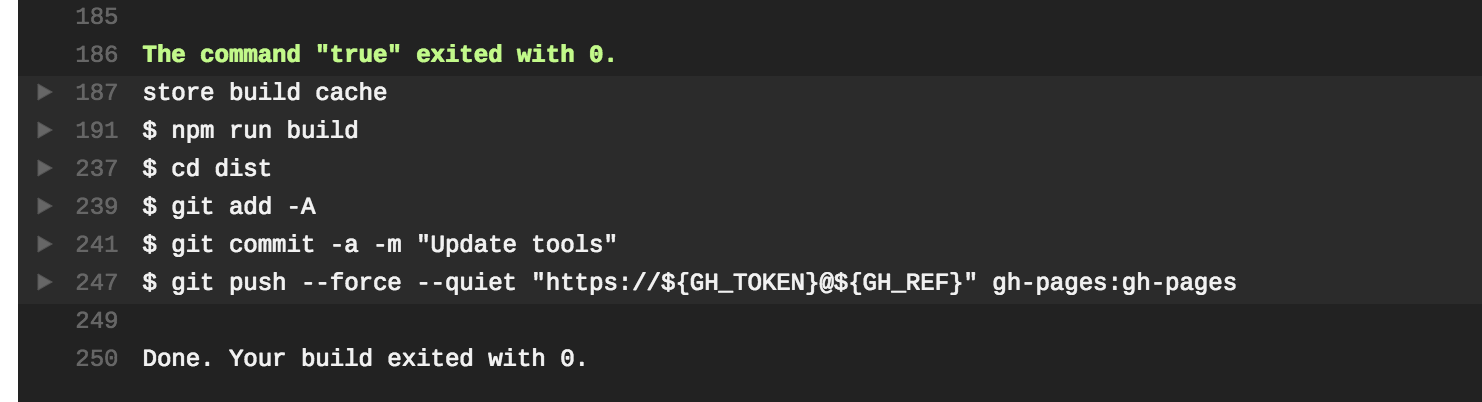 185
186 The command "true" exited with 0.
187 store build cache
191 $ npm run build
237 $ cd dist
239 $ git add -A
241 $ git commit -a -m "Update tools"
247 $ git push --force --quiet "https://${GH_TOKEN}@${GH_REF}" gh-pages:gh-pages
249
250 Done. Your build exited with 0.